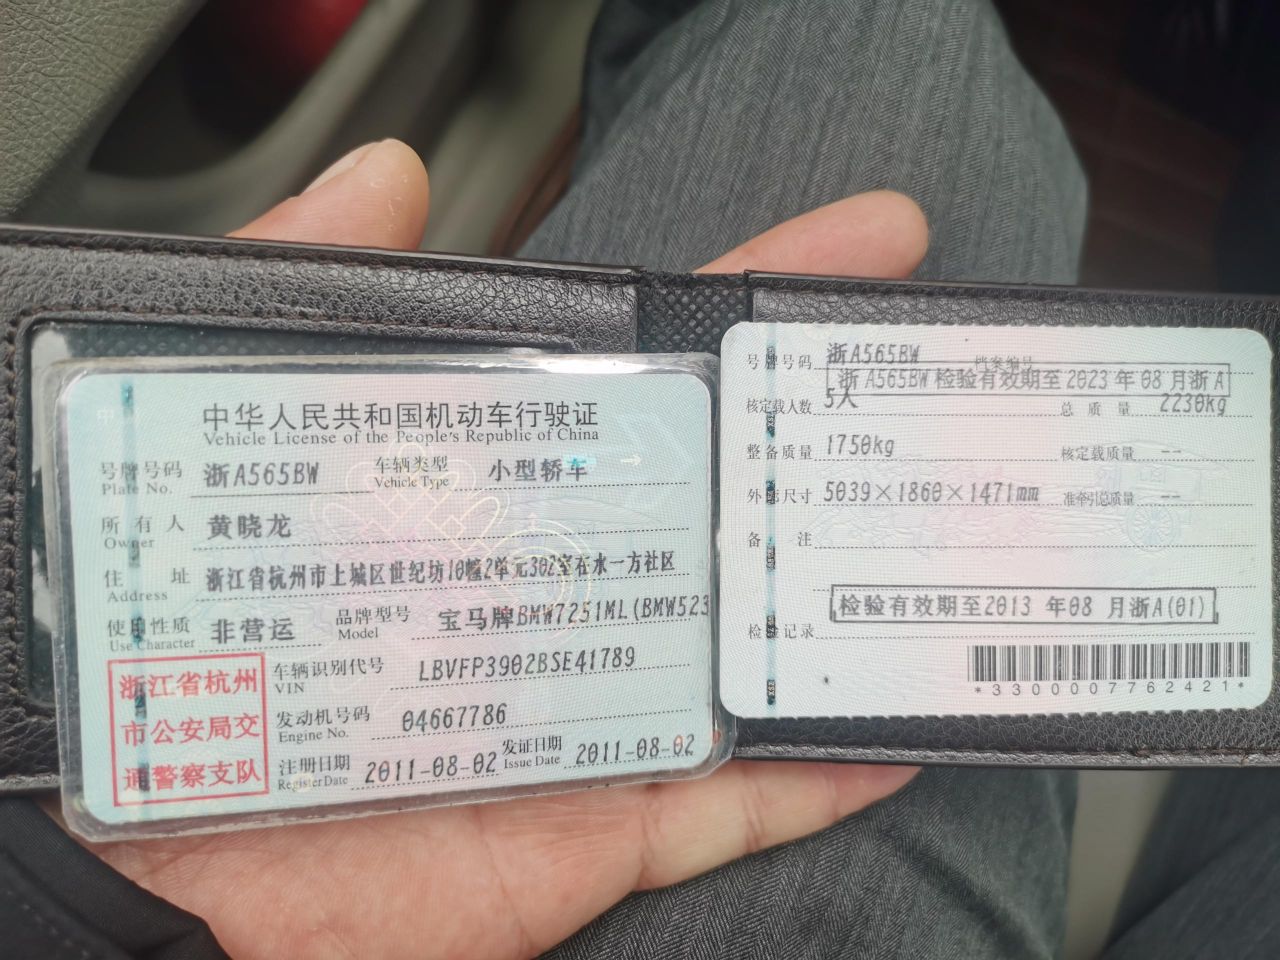 中华人民共和国机动车行驶证
Vehicle License of the People's Republic of China
号牌号码 浙A565BW 车辆类型 小型轿车
Plate No. Vehicle Type
所有人 黄晓龙
Owner
住址 浙江省杭州市上城区世纪坊10幢2单元302室在水一方社区
Address
使用性质 非营运 品牌型号 宝马牌BMW7251ML(BMW523
Use Character Model
浙江省杭州
市公安局交
通警察支队
车辆识别代号 LBVFP3902BSE41789
VIN
发动机号码 04667786
Engine No.
注册日期 2011-08-02 发证日期 2011-08-02
Register Date Issue Date
号牌号码 浙A565BW 档案编号
浙A565BW检验有效期至2023年08月浙A
核定载人数 5人 总质量 2230kg
整备质量 1750kg 核定载质量 --
外廓尺寸 5039×1860×1471mm 准牵引总质量 --
备注
检验有效期至2013 年08 月浙A(01)
检验记录
*3300007762421*